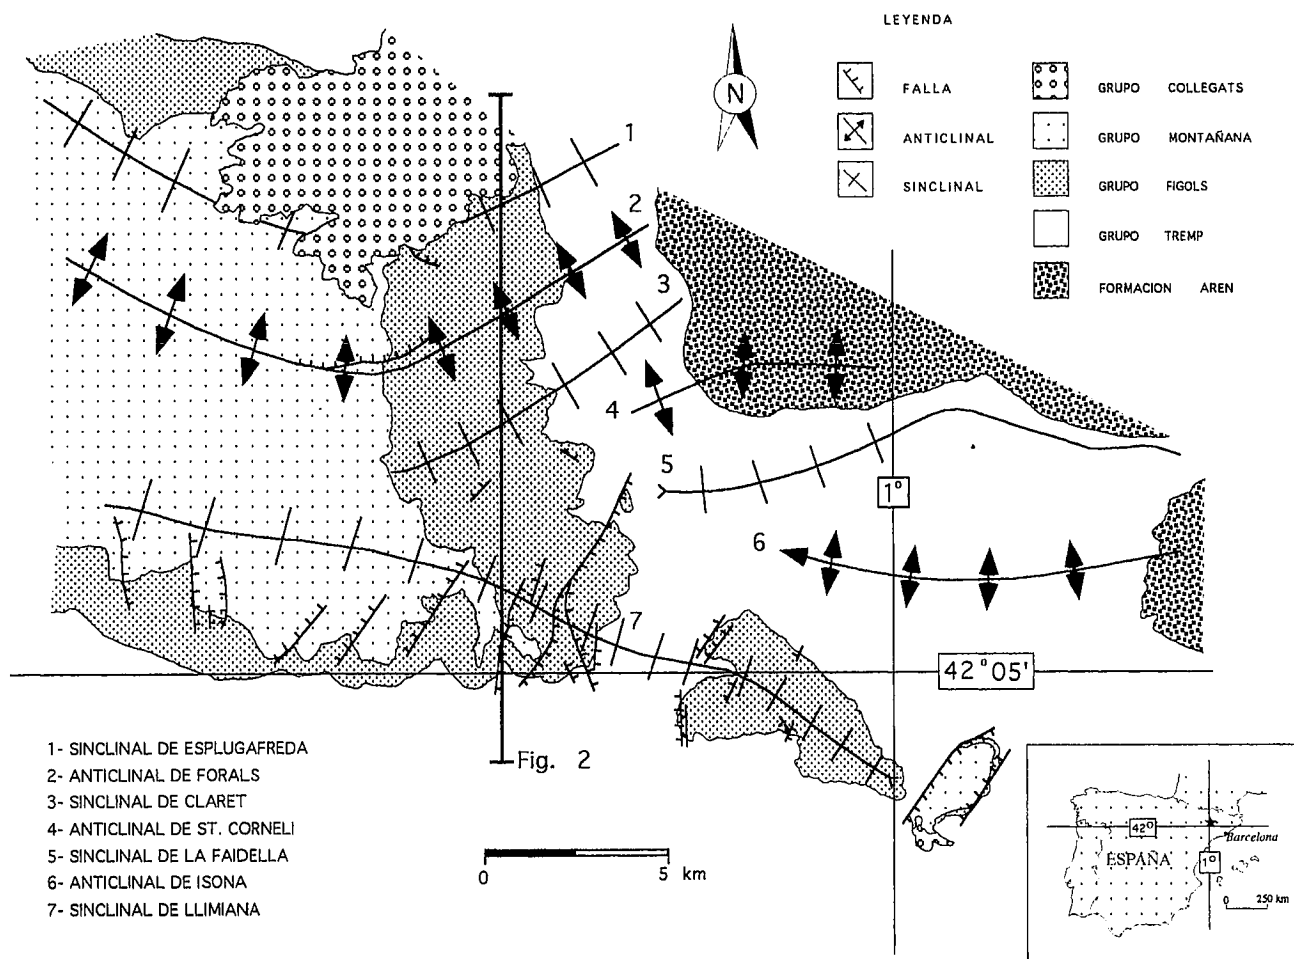 LEYENDA
FALLA
ANTICLINAL
SINCLINAL
GRUPO COLLEGATS
GRUPO MONTAÑANA
GRUPO FIGOLS
GRUPO TREMP
FORMACION AREN
N
1
2
3
4
5
6
7
1°
42°05'
Fig. 2
1- SINCLINAL DE ESPLUGAFREDA
2- ANTICLINAL DE FORALS
3- SINCLINAL DE CLARET
4- ANTICLINAL DE ST. CORNELI
5- SINCLINAL DE LA FAIDELLA
6- ANTICLINAL DE ISONA
7- SINCLINAL DE LLIMIANA
0 5 km
42°
Barcelona
ESPAÑA
1°
0 250 km